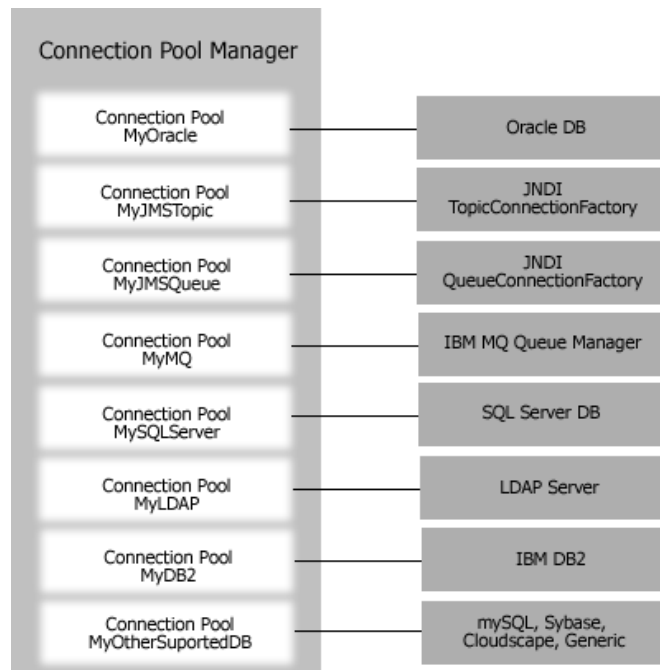 Connection Pool Manager
Connection Pool
MyOracle
Oracle DB
Connection Pool
MyJMSTopic
JNDI
TopicConnectionFactory
Connection Pool
MyJMSQueue
JNDI
QueueConnectionFactory
Connection Pool
MyMQ
IBM MQ Queue Manager
Connection Pool
MySQLServer
SQL Server DB
Connection Pool
MyLDAP
LDAP Server
Connection Pool
MyDB2
IBM DB2
Connection Pool
MyOtherSuportedDB
mySQL, Sybase,
Cloudscape, Generic